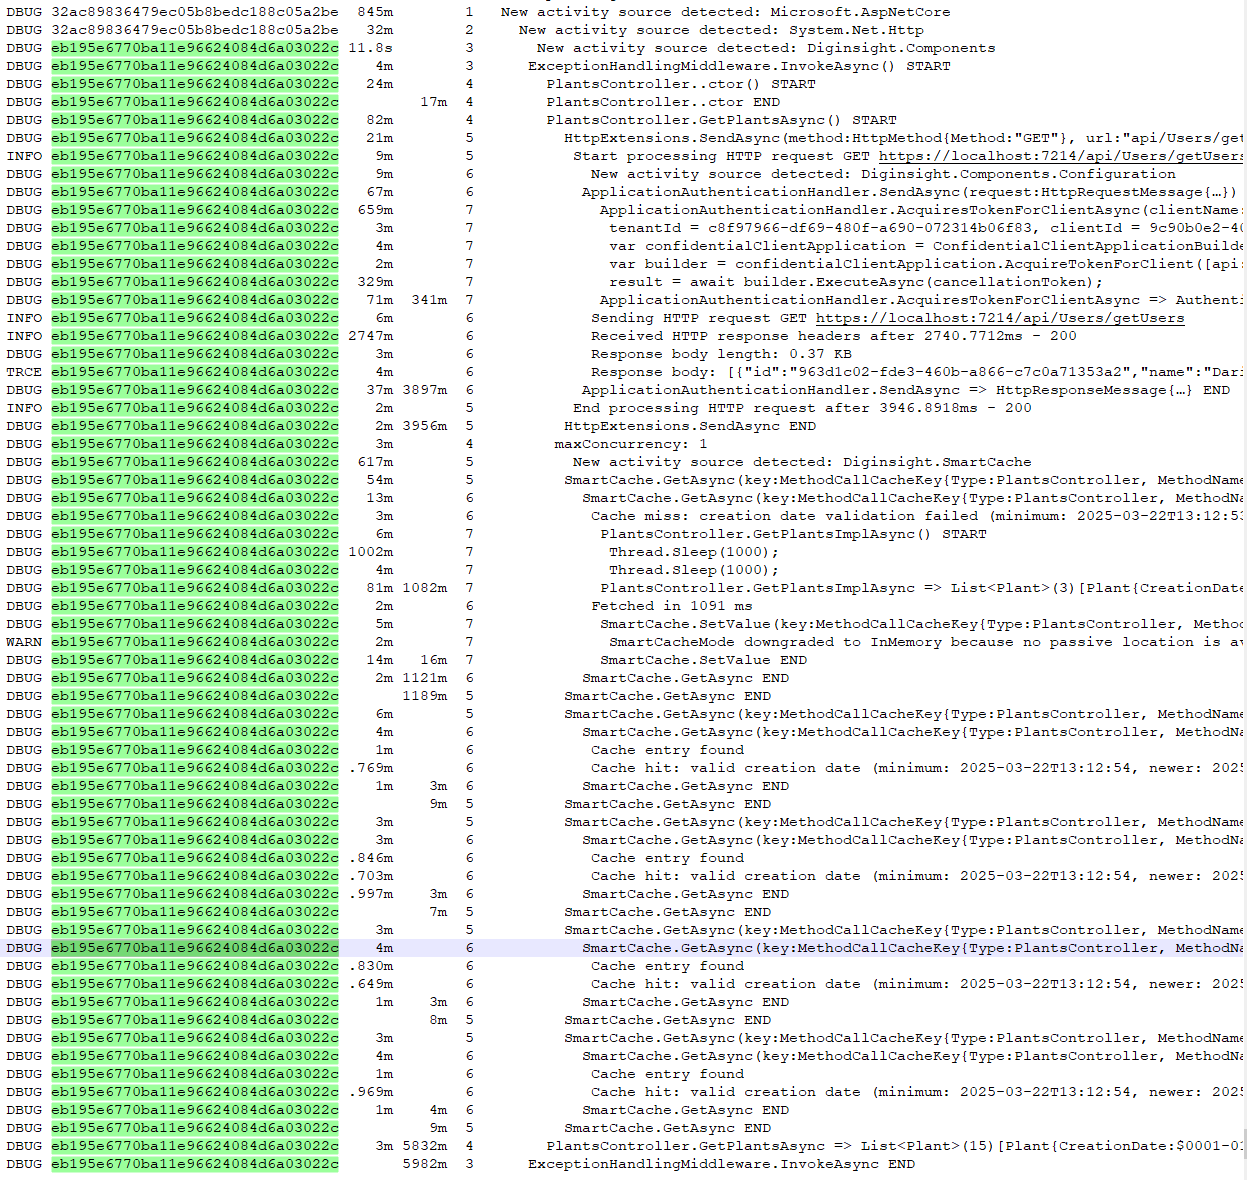 DBUG 32ac89836479ec05b8bedc188c05a2be 845m 1 New activity source detected: Microsoft.AspNetCore
DBUG 32ac89836479ec05b8bedc188c05a2be 32m 2 New activity source detected: System.Net.Http
DBUG eb195e6770ba11e96624084d6a03022c 11.8s 3 New activity source detected: Diginsight.Components
DBUG eb195e6770ba11e96624084d6a03022c 4m 3 ExceptionHandlingMiddleware.InvokeAsync() START
DBUG eb195e6770ba11e96624084d6a03022c 24m 4 PlantsController..ctor() START
DBUG eb195e6770ba11e96624084d6a03022c 17m 4 PlantsController..ctor END
DBUG eb195e6770ba11e96624084d6a03022c 82m 4 PlantsController.GetPlantsAsync() START
DBUG eb195e6770ba11e96624084d6a03022c 21m 5 HttpExtensions.SendAsync(method:HttpMethod{Method:"GET"}, url:"api/Users/get
INFO eb195e6770ba11e96624084d6a03022c 9m 5 Start processing HTTP request GET https://localhost:7214/api/Users/getUsers
DBUG eb195e6770ba11e96624084d6a03022c 9m 6 New activity source detected: Diginsight.Components.Configuration
DBUG eb195e6770ba11e96624084d6a03022c 67m 6 ApplicationAuthenticationHandler.SendAsync(request:HttpRequestMessage{…})
DBUG eb195e6770ba11e96624084d6a03022c 659m 7 ApplicationAuthenticationHandler.AcquiresTokenForClientAsync(clientName:
DBUG eb195e6770ba11e96624084d6a03022c 3m 7 tenantId = c8f97966-df69-480f-a690-072314b06f83, clientId = 9c90b0e2-40
DBUG eb195e6770ba11e96624084d6a03022c 4m 7 var confidentialClientApplication = ConfidentialClientApplicationBuilde
DBUG eb195e6770ba11e96624084d6a03022c 2m 7 var builder = confidentialClientApplication.AcquireTokenForClient([apis
DBUG eb195e6770ba11e96624084d6a03022c 329m 7 result = await builder.ExecuteAsync(cancellationToken);
DBUG eb195e6770ba11e96624084d6a03022c 71m 341m 7 ApplicationAuthenticationHandler.AcquiresTokenForClientAsync => Authenti
INFO eb195e6770ba11e96624084d6a03022c 6m 6 Sending HTTP request GET https://localhost:7214/api/Users/getUsers
INFO eb195e6770ba11e96624084d6a03022c 2747m 6 Received HTTP response headers after 2740.7712ms - 200
DBUG eb195e6770ba11e96624084d6a03022c 3m 6 Response body length: 0.37 KB
TRCE eb195e6770ba11e96624084d6a03022c 4m 6 Response body: [{"id":"963d1c02-fde3-460b-a866-c7c0a71353a2","name":"Dari
DBUG eb195e6770ba11e96624084d6a03022c 37m 3897m 6 ApplicationAuthenticationHandler.SendAsync => HttpResponseMessage{…} END
INFO eb195e6770ba11e96624084d6a03022c 2m 5 End processing HTTP request after 3946.8918ms - 200
DBUG eb195e6770ba11e96624084d6a03022c 2m 3956m 5 HttpExtensions.SendAsync END
DBUG eb195e6770ba11e96624084d6a03022c 3m 4 maxConcurrency: 1
DBUG eb195e6770ba11e96624084d6a03022c 617m 5 New activity source detected: Diginsight.SmartCache
DBUG eb195e6770ba11e96624084d6a03022c 54m 5 SmartCache.GetAsync(key:MethodCallCacheKey{Type:PlantsController, MethodName
DBUG eb195e6770ba11e96624084d6a03022c 13m 6 SmartCache.GetAsync(key:MethodCallCacheKey{Type:PlantsController, MethodNa
DBUG eb195e6770ba11e96624084d6a03022c 3m 6 Cache miss: creation date validation failed (minimum: 2025-03-22T13:12:53
DBUG eb195e6770ba11e96624084d6a03022c 6m 7 PlantsController.GetPlantsImplAsync() START
DBUG eb195e6770ba11e96624084d6a03022c 1002m 7 Thread.Sleep(1000);
DBUG eb195e6770ba11e96624084d6a03022c 4m 7 Thread.Sleep(1000);
DBUG eb195e6770ba11e96624084d6a03022c 81m 1082m 7 PlantsController.GetPlantsImplAsync => List<Plant>(3)[Plant{CreationDate
DBUG eb195e6770ba11e96624084d6a03022c 2m 6 Fetched in 1091 ms
DBUG eb195e6770ba11e96624084d6a03022c 5m 7 SmartCache.SetValue(key:MethodCallCacheKey{Type:PlantsController, Metho
WARN eb195e6770ba11e96624084d6a03022c 2m 7 SmartCacheMode downgraded to InMemory because no passive location is av
DBUG eb195e6770ba11e96624084d6a03022c 14m 16m 7 SmartCache.SetValue END
DBUG eb195e6770ba11e96624084d6a03022c 2m 1121m 6 SmartCache.GetAsync END
DBUG eb195e6770ba11e96624084d6a03022c 1189m 5 SmartCache.GetAsync END
DBUG eb195e6770ba11e96624084d6a03022c 6m 5 SmartCache.GetAsync(key:MethodCallCacheKey{Type:PlantsController, MethodName
DBUG eb195e6770ba11e96624084d6a03022c 4m 6 SmartCache.GetAsync(key:MethodCallCacheKey{Type:PlantsController, MethodNa
DBUG eb195e6770ba11e96624084d6a03022c 1m 6 Cache entry found
DBUG eb195e6770ba11e96624084d6a03022c .769m 6 Cache hit: valid creation date (minimum: 2025-03-22T13:12:54, newer: 2025
DBUG eb195e6770ba11e96624084d6a03022c 1m 3m 6 SmartCache.GetAsync END
DBUG eb195e6770ba11e96624084d6a03022c 9m 5 SmartCache.GetAsync END
DBUG eb195e6770ba11e96624084d6a03022c 3m 5 SmartCache.GetAsync(key:MethodCallCacheKey{Type:PlantsController, MethodName
DBUG eb195e6770ba11e96624084d6a03022c 3m 6 SmartCache.GetAsync(key:MethodCallCacheKey{Type:PlantsController, MethodNa
DBUG eb195e6770ba11e96624084d6a03022c .846m 6 Cache entry found
DBUG eb195e6770ba11e96624084d6a03022c .703m 6 Cache hit: valid creation date (minimum: 2025-03-22T13:12:54, newer: 2025
DBUG eb195e6770ba11e96624084d6a03022c .997m 3m 6 SmartCache.GetAsync END
DBUG eb195e6770ba11e96624084d6a03022c 7m 5 SmartCache.GetAsync END
DBUG eb195e6770ba11e96624084d6a03022c 3m 5 SmartCache.GetAsync(key:MethodCallCacheKey{Type:PlantsController, MethodName
DBUG eb195e6770ba11e96624084d6a03022c 4m 6 SmartCache.GetAsync(key:MethodCallCacheKey{Type:PlantsController, MethodNa
DBUG eb195e6770ba11e96624084d6a03022c .830m 6 Cache entry found
DBUG eb195e6770ba11e96624084d6a03022c .649m 6 Cache hit: valid creation date (minimum: 2025-03-22T13:12:54, newer: 2025
DBUG eb195e6770ba11e96624084d6a03022c 1m 3m 6 SmartCache.GetAsync END
DBUG eb195e6770ba11e96624084d6a03022c 8m 5 SmartCache.GetAsync END
DBUG eb195e6770ba11e96624084d6a03022c 3m 5 SmartCache.GetAsync(key:MethodCallCacheKey{Type:PlantsController, MethodName
DBUG eb195e6770ba11e96624084d6a03022c 4m 6 SmartCache.GetAsync(key:MethodCallCacheKey{Type:PlantsController, MethodNa
DBUG eb195e6770ba11e96624084d6a03022c 1m 6 Cache entry found
DBUG eb195e6770ba11e96624084d6a03022c .969m 6 Cache hit: valid creation date (minimum: 2025-03-22T13:12:54, newer: 2025
DBUG eb195e6770ba11e96624084d6a03022c 1m 4m 6 SmartCache.GetAsync END
DBUG eb195e6770ba11e96624084d6a03022c 9m 5 SmartCache.GetAsync END
DBUG eb195e6770ba11e96624084d6a03022c 3m 5832m 4 PlantsController.GetPlantsAsync => List<Plant>(15)[Plant{CreationDate:$0001-01
DBUG eb195e6770ba11e96624084d6a03022c 5982m 3 ExceptionHandlingMiddleware.InvokeAsync END